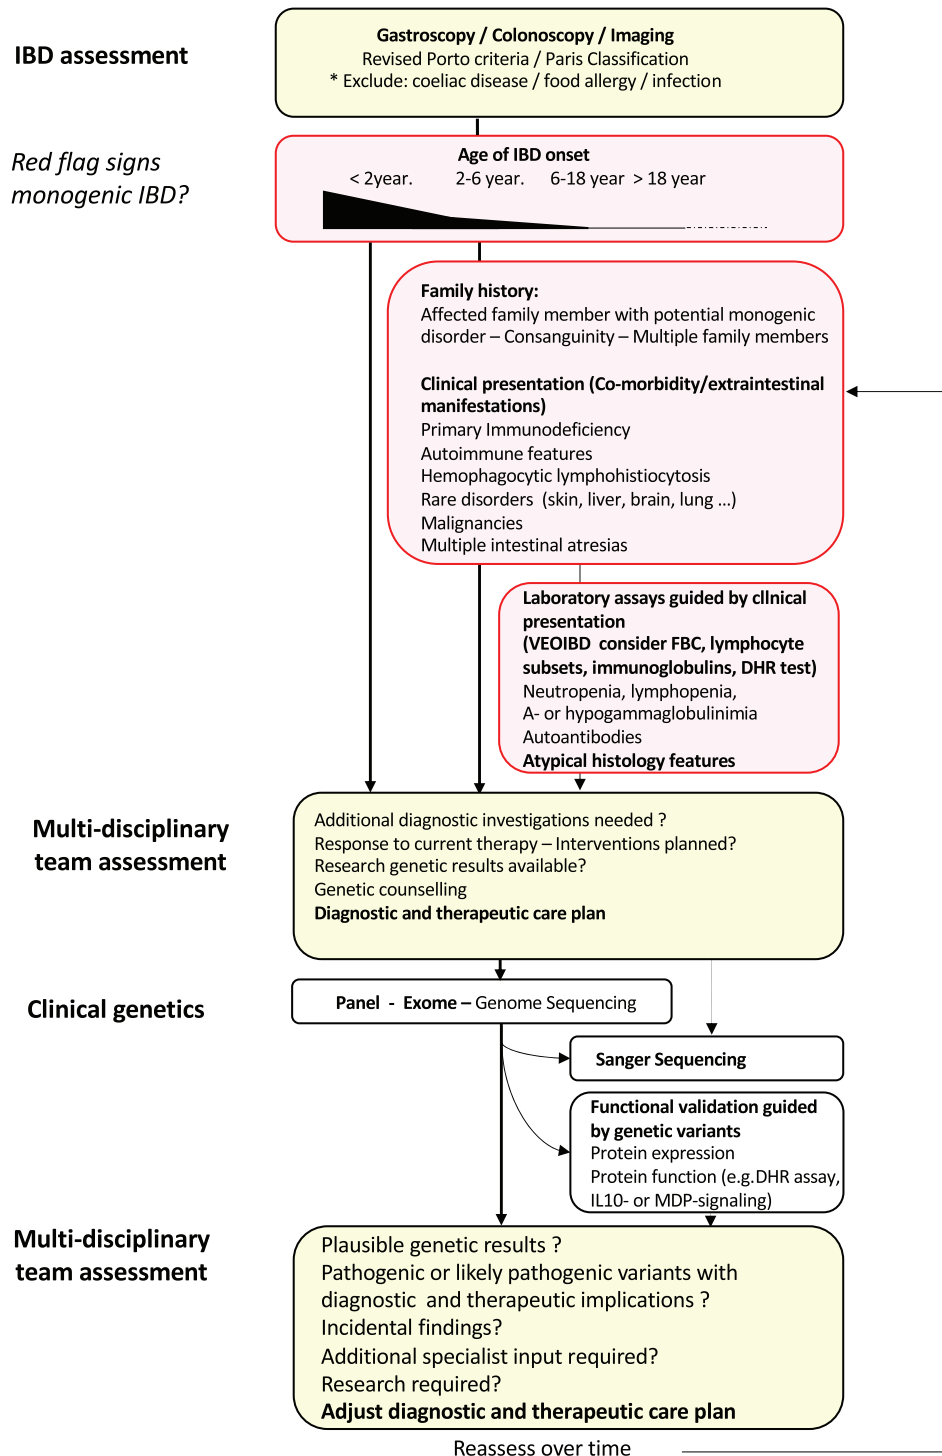 IBD assessment
Gastroscopy / Colonoscopy / Imaging
Revised Porto criteria / Paris Classification
* Exclude: coeliac disease / food allergy / infection
Red flag signs
monogenic IBD?
Age of IBD onset
< 2year. 2-6 year. 6-18 year > 18 year
Family history:
Affected family member with potential monogenic
disorder – Consanguinity – Multiple family members
Clinical presentation (Co-morbidity/extraintestinal
manifestations)
Primary Immunodeficiency
Autoimmune features
Hemophagocytic lymphohistiocytosis
Rare disorders (skin, liver, brain, lung ...)
Malignancies
Multiple intestinal atresias
Laboratory assays guided by clInical
presentation
(VEOIBD consider FBC, lymphocyte
subsets, immunoglobulins, DHR test)
Neutropenia, lymphopenia,
A- or hypogammaglobulinimia
Autoantibodies
Atypical histology features
Multi-disciplinary
team assessment
Additional diagnostic investigations needed ?
Response to current therapy – Interventions planned?
Research genetic results available?
Genetic counselling
Diagnostic and therapeutic care plan
Clinical genetics
Panel - Exome – Genome Sequencing
Sanger Sequencing
Functional validation guided
by genetic variants
Protein expression
Protein function (e.g.DHR assay,
IL10- or MDP-signaling)
Multi-disciplinary
team assessment
Plausible genetic results ?
Pathogenic or likely pathogenic variants with
diagnostic and therapeutic implications ?
Incidental findings?
Additional specialist input required?
Research required?
Adjust diagnostic and therapeutic care plan
Reassess over time